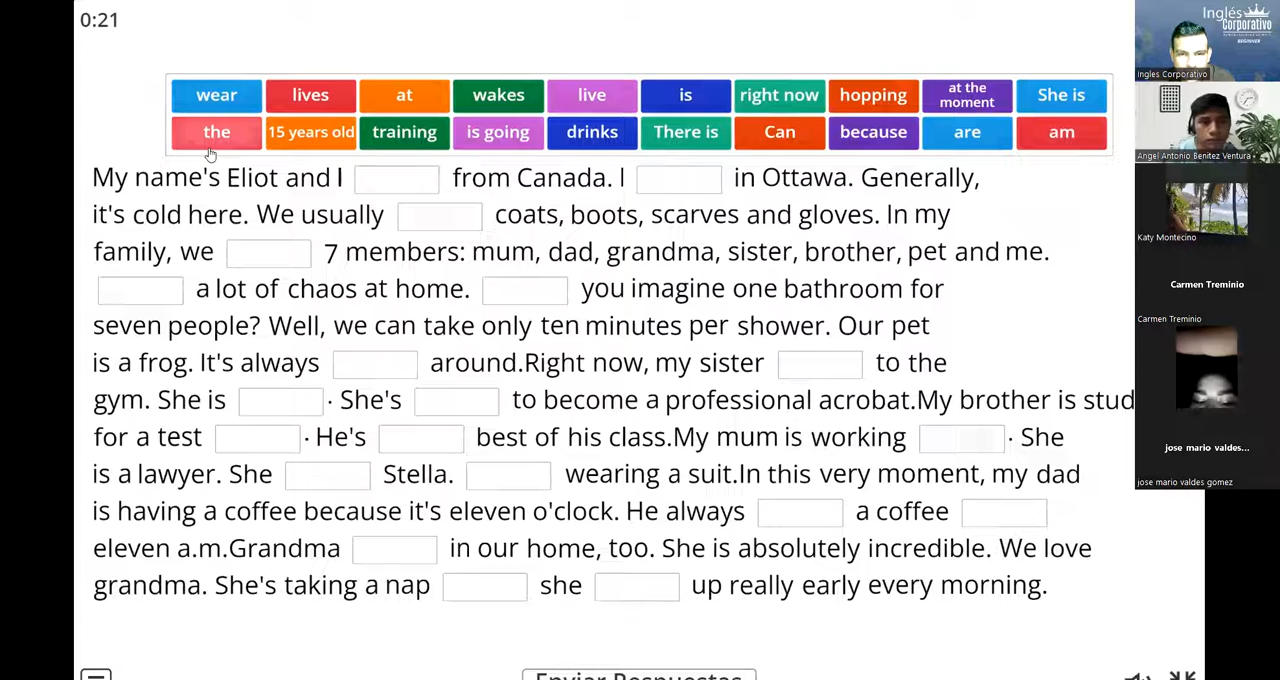 0:21
wear lives at wakes live is right now hopping at the moment She is
the 15 years old training is going drinks There is Can because are am
My name's Eliot and I from Canada. I in Ottawa. Generally,
it's cold here. We usually coats, boots, scarves and gloves. In my
family, we 7 members: mum, dad, grandma, sister, brother, pet and me.
a lot of chaos at home. you imagine one bathroom for
seven people? Well, we can take only ten minutes per shower. Our pet
is a frog. It's always around.Right now, my sister to the
gym. She is . She's to become a professional acrobat.My brother is stud
for a test . He's best of his class.My mum is working . She
is a lawyer. She Stella. wearing a suit.In this very moment, my dad
is having a coffee because it's eleven o'clock. He always a coffee
eleven a.m.Grandma in our home, too. She is absolutely incredible. We love
grandma. She's taking a nap she up really early every morning.
Enviar Respuestas
Inglés
Corporativo
BEGINNER
Ingles Corporativo
Angel Antonio Benitez Ventura
Katy Montecino
Carmen Treminio
Carmen Treminio
jose mario valdes...
jose mario valdes gomez